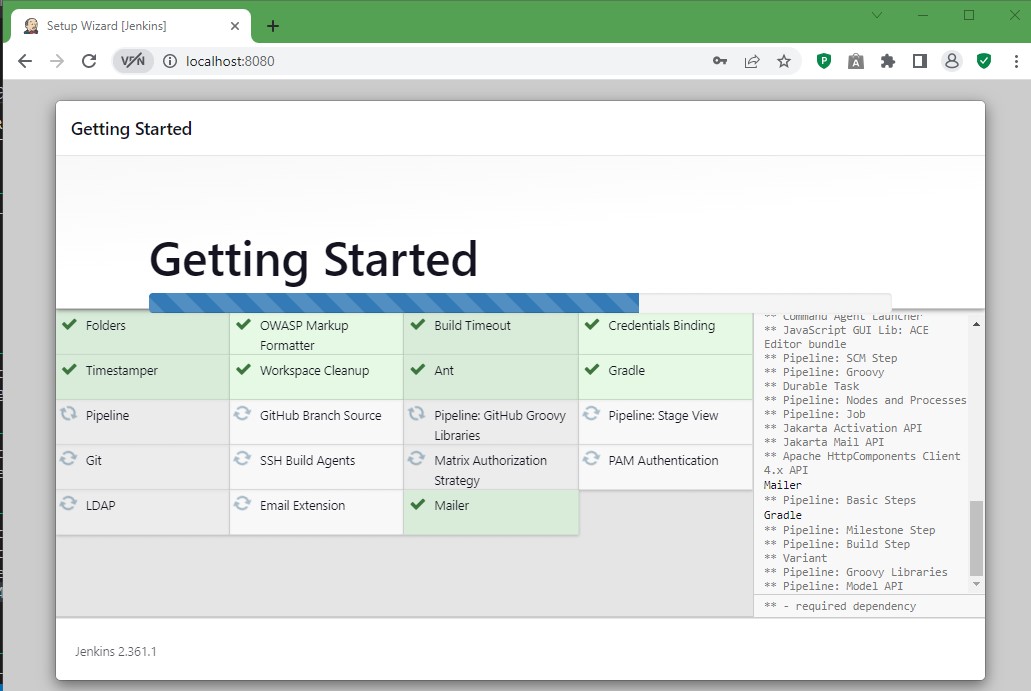 Setup Wizard [Jenkins]
VPN
localhost:8080
P
A
Getting Started
Getting Started
Folders
OWASP Markup
Formatter
Build Timeout
Credentials Binding
Timestamper
Workspace Cleanup
Ant
Gradle
Pipeline
GitHub Branch Source
Pipeline: GitHub Groovy
Libraries
Pipeline: Stage View
Git
SSH Build Agents
Matrix Authorization
Strategy
PAM Authentication
LDAP
Email Extension
Mailer
** Command Agent Launcher
** JavaScript GUI Lib: ACE
Editor bundle
** Pipeline: SCM Step
** Pipeline: Groovy
** Durable Task
** Pipeline: Nodes and Processes
** Pipeline: Job
** Jakarta Activation API
** Jakarta Mail API
** Apache HttpComponents Client
4.x API
Mailer
** Pipeline: Basic Steps
Gradle
** Pipeline: Milestone Step
** Pipeline: Build Step
** Variant
** Pipeline: Groovy Libraries
** Pipeline: Model API
** - required dependency
Jenkins 2.361.1